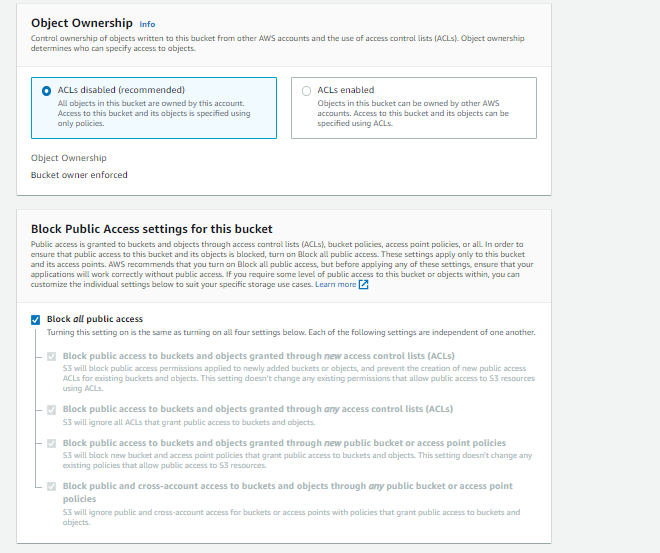 Object Ownership Info
Control ownership of objects written to this bucket from other AWS accounts and the use of access control lists (ACLs). Object ownership
determines who can specify access to objects.
ACLs disabled (recommended)
All objects in this bucket are owned by this account.
Access to this bucket and its objects is specified using
only policies.
ACLs enabled
Objects in this bucket can be owned by other AWS
accounts. Access to this bucket and its objects can be
specified using ACLs.
Object Ownership
Bucket owner enforced
Block Public Access settings for this bucket
Public access is granted to buckets and objects through access control lists (ACLs), bucket policies, access point policies, or all. In order to
ensure that public access to this bucket and its objects is blocked, turn on Block all public access. These settings apply only to this bucket
and its access points. AWS recommends that you turn on Block all public access, but before applying any of these settings, ensure that your
applications will work correctly without public access. If you require some level of public access to this bucket or objects within, you can
customize the individual settings below to suit your specific storage use cases. Learn more
Block all public access
Turning this setting on is the same as turning on all four settings below. Each of the following settings are independent of one another.
Block public access to buckets and objects granted through new access control lists (ACLs)
S3 will block public access permissions applied to newly added buckets or objects, and prevent the creation of new public access
ACLs for existing buckets and objects. This setting doesn't change any existing permissions that allow public access to S3 resources
using ACLs.
Block public access to buckets and objects granted through any access control lists (ACLs)
S3 will ignore all ACLs that grant public access to buckets and objects.
Block public access to buckets and objects granted through new public bucket or access point policies
S3 will block new bucket and access point policies that grant public access to buckets and objects. This setting doesn't change any
existing policies that allow public access to S3 resources.
Block public and cross-account access to buckets and objects through any public bucket or access point
policies
S3 will ignore public and cross-account access for buckets or access points with policies that grant public access to buckets and
objects.